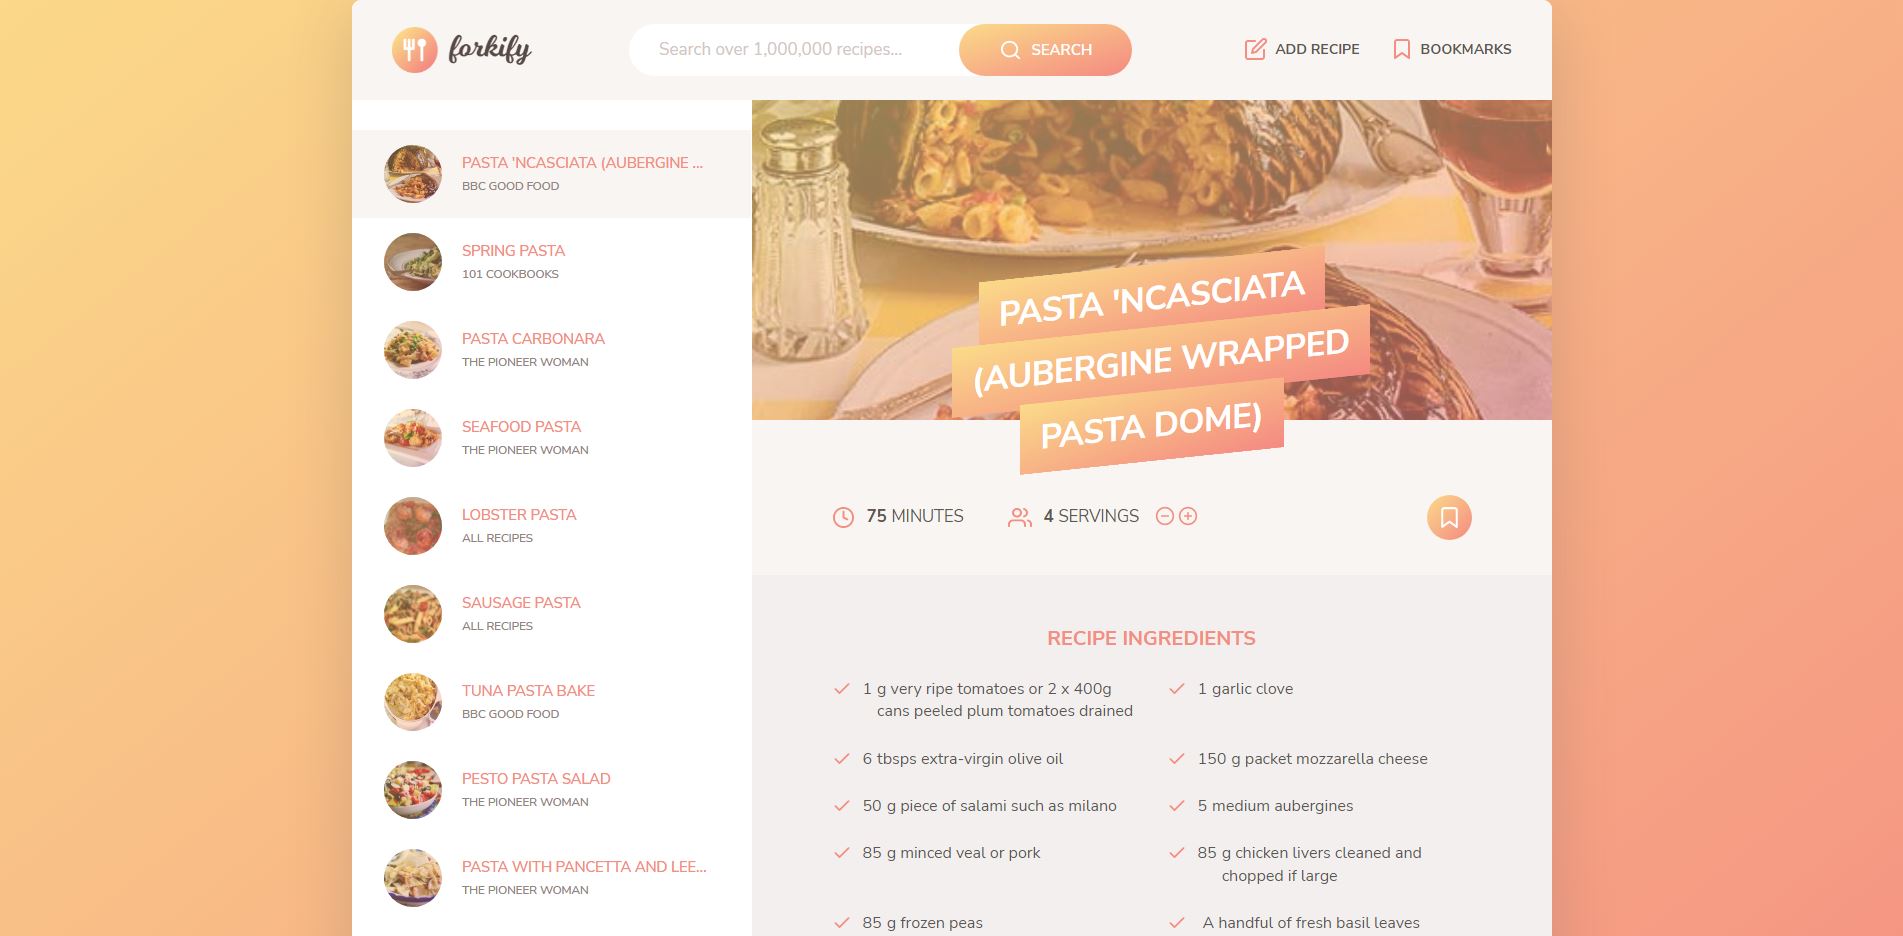 forkify
Search over 1,000,000 recipes...
SEARCH
ADD RECIPE
BOOKMARKS
PASTA 'NCASCIATA (AUBERGINE ...
BBC GOOD FOOD
SPRING PASTA
101 COOKBOOKS
PASTA CARBONARA
THE PIONEER WOMAN
SEAFOOD PASTA
THE PIONEER WOMAN
LOBSTER PASTA
ALL RECIPES
SAUSAGE PASTA
ALL RECIPES
TUNA PASTA BAKE
BBC GOOD FOOD
PESTO PASTA SALAD
THE PIONEER WOMAN
PASTA WITH PANCETTA AND LEE...
THE PIONEER WOMAN
PASTA 'NCASCIATA
(AUBERGINE WRAPPED
PASTA DOME)
75 MINUTES
4 SERVINGS
RECIPE INGREDIENTS
1 g very ripe tomatoes or 2 x 400g
cans peeled plum tomatoes drained
1 garlic clove
6 tbsps extra-virgin olive oil
150 g packet mozzarella cheese
50 g piece of salami such as milano
5 medium aubergines
85 g minced veal or pork
85 g chicken livers cleaned and
chopped if large
85 g frozen peas
A handful of fresh basil leaves